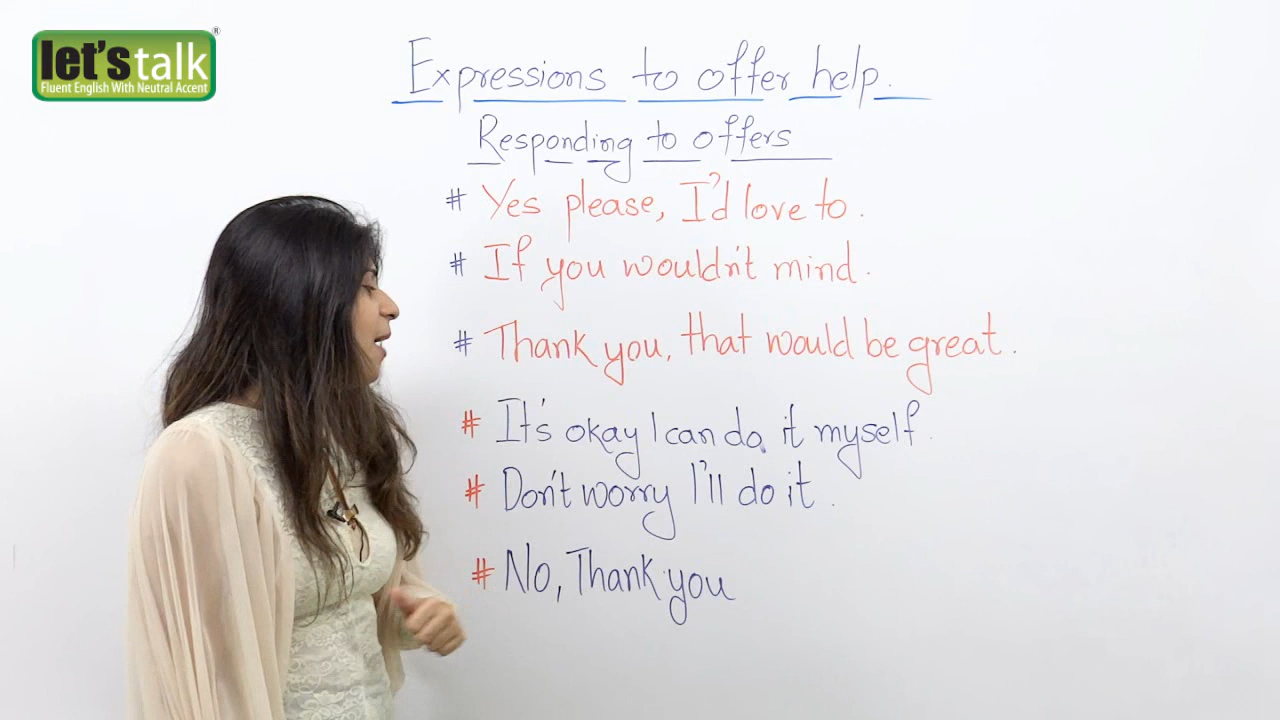 let's talk®
Fluent English With Neutral Accent
Expressions to offer help.
Responding to offers
# Yes please, I'd love to.
# If you wouldn't mind.
# Thank you, that would be great.
# It's okay I can do it myself.
# Don't worry I'll do it.
# No, Thank you